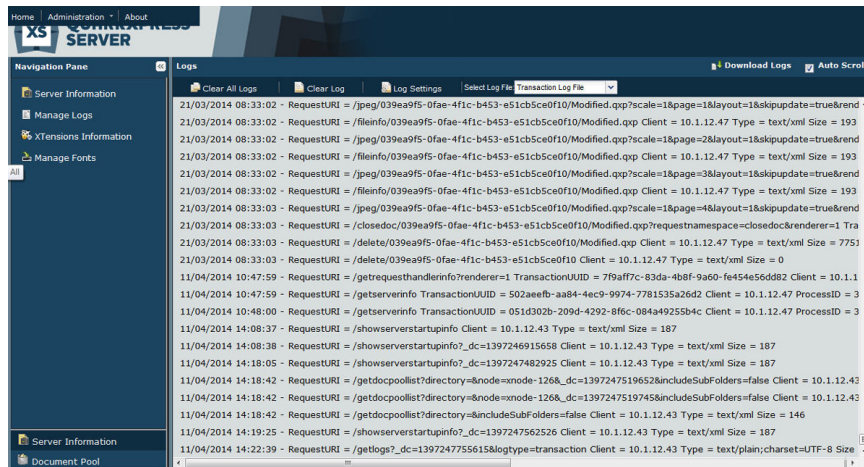 Home Administration About
QUARKXPRESS
XS SERVER
Navigation Pane
Server Information
Manage Logs
XTensions Information
Manage Fonts
All
Server Information
Document Pool
Logs
Download Logs Auto Scrol
Clear All Logs Clear Log Log Settings Select Log File: Transaction Log File
21/03/2014 08:33:02 - RequestURI = /jpeg/039ea9f5-0fae-4f1c-b453-e51cb5ce0f10/Modified.qxp?scale=1&page=1&layout=1&skipupdate=true&rend
21/03/2014 08:33:02 - RequestURI = /fileinfo/039ea9f5-0fae-4f1c-b453-e51cb5ce0f10/Modified.qxp Client = 10.1.12.47 Type = text/xml Size = 193
21/03/2014 08:33:02 - RequestURI = /jpeg/039ea9f5-0fae-4f1c-b453-e51cb5ce0f10/Modified.qxp?scale=1&page=2&layout=1&skipupdate=true&rend
21/03/2014 08:33:02 - RequestURI = /fileinfo/039ea9f5-0fae-4f1c-b453-e51cb5ce0f10/Modified.qxp Client = 10.1.12.47 Type = text/xml Size = 193
21/03/2014 08:33:02 - RequestURI = /jpeg/039ea9f5-0fae-4f1c-b453-e51cb5ce0f10/Modified.qxp?scale=1&page=3&layout=1&skipupdate=true&rend
21/03/2014 08:33:02 - RequestURI = /fileinfo/039ea9f5-0fae-4f1c-b453-e51cb5ce0f10/Modified.qxp Client = 10.1.12.47 Type = text/xml Size = 193
21/03/2014 08:33:03 - RequestURI = /jpeg/039ea9f5-0fae-4f1c-b453-e51cb5ce0f10/Modified.qxp?scale=1&page=4&layout=1&skipupdate=true&rend
21/03/2014 08:33:03 - RequestURI = /closedoc/039ea9f5-0fae-4f1c-b453-e51cb5ce0f10/Modified.qxp?requestnamespace=closedoc&renderer=1 Tra
21/03/2014 08:33:03 - RequestURI = /delete/039ea9f5-0fae-4f1c-b453-e51cb5ce0f10/Modified.qxp Client = 10.1.12.47 Type = text/xml Size = 7751
21/03/2014 08:33:03 - RequestURI = /delete/039ea9f5-0fae-4f1c-b453-e51cb5ce0f10 Client = 10.1.12.47 Type = text/xml Size = 0
11/04/2014 10:47:59 - RequestURI = /getrequesthandlerinfo?renderer=1 TransactionUUID = 7f9aff7c-83da-4b8f-9a60-fe454e56dd82 Client = 10.1.1
11/04/2014 10:47:59 - RequestURI = /getserverinfo TransactionUUID = 502aeefb-aa84-4ec9-9974-7781535a26d2 Client = 10.1.12.47 ProcessID = 3
11/04/2014 10:48:00 - RequestURI = /getserverinfo TransactionUUID = 051d302b-209d-4292-8f6c-084a49255b4c Client = 10.1.12.47 ProcessID = 3
11/04/2014 14:08:37 - RequestURI = /showserverstartupinfo Client = 10.1.12.43 Type = text/xml Size = 187
11/04/2014 14:08:38 - RequestURI = /showserverstartupinfo?_dc=1397246915658 Client = 10.1.12.43 Type = text/xml Size = 187
11/04/2014 14:18:05 - RequestURI = /showserverstartupinfo?_dc=1397247482925 Client = 10.1.12.43 Type = text/xml Size = 187
11/04/2014 14:18:42 - RequestURI = /getdocpoollist?directory=&node=xnode-126&_dc=1397247519652&includeSubFolders=false Client = 10.1.12.43
11/04/2014 14:18:42 - RequestURI = /getdocpoollist?directory=&node=xnode-126&_dc=1397247519745&includeSubFolders=false Client = 10.1.12.43
11/04/2014 14:18:42 - RequestURI = /getdocpoollist?directory=&includeSubFolders=false Client = 10.1.12.43 Type = text/xml Size = 146
11/04/2014 14:19:25 - RequestURI = /showserverstartupinfo?_dc=1397247562526 Client = 10.1.12.43 Type = text/xml Size = 187
11/04/2014 14:22:39 - RequestURI = /getlogs?_dc=1397247755615&logtype=transaction Client = 10.1.12.43 Type = text/plain;charset=UTF-8 Size